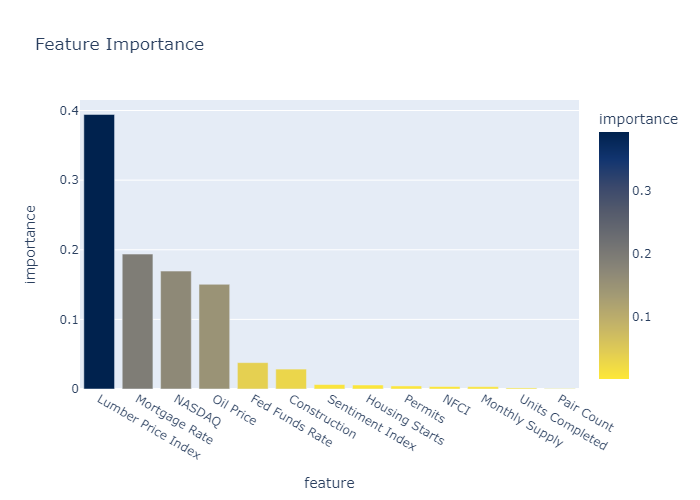 Feature Importance
importance
0.4
0.3
0.2
0.1
0
importance
0.3
0.2
0.1
Lumber Price Index
Mortgage Rate
NASDAQ
Oil Price
Fed Funds Rate
Construction
Sentiment Index
Housing Starts
Permits
NFCI
Monthly Supply
Units Completed
Pair Count
feature